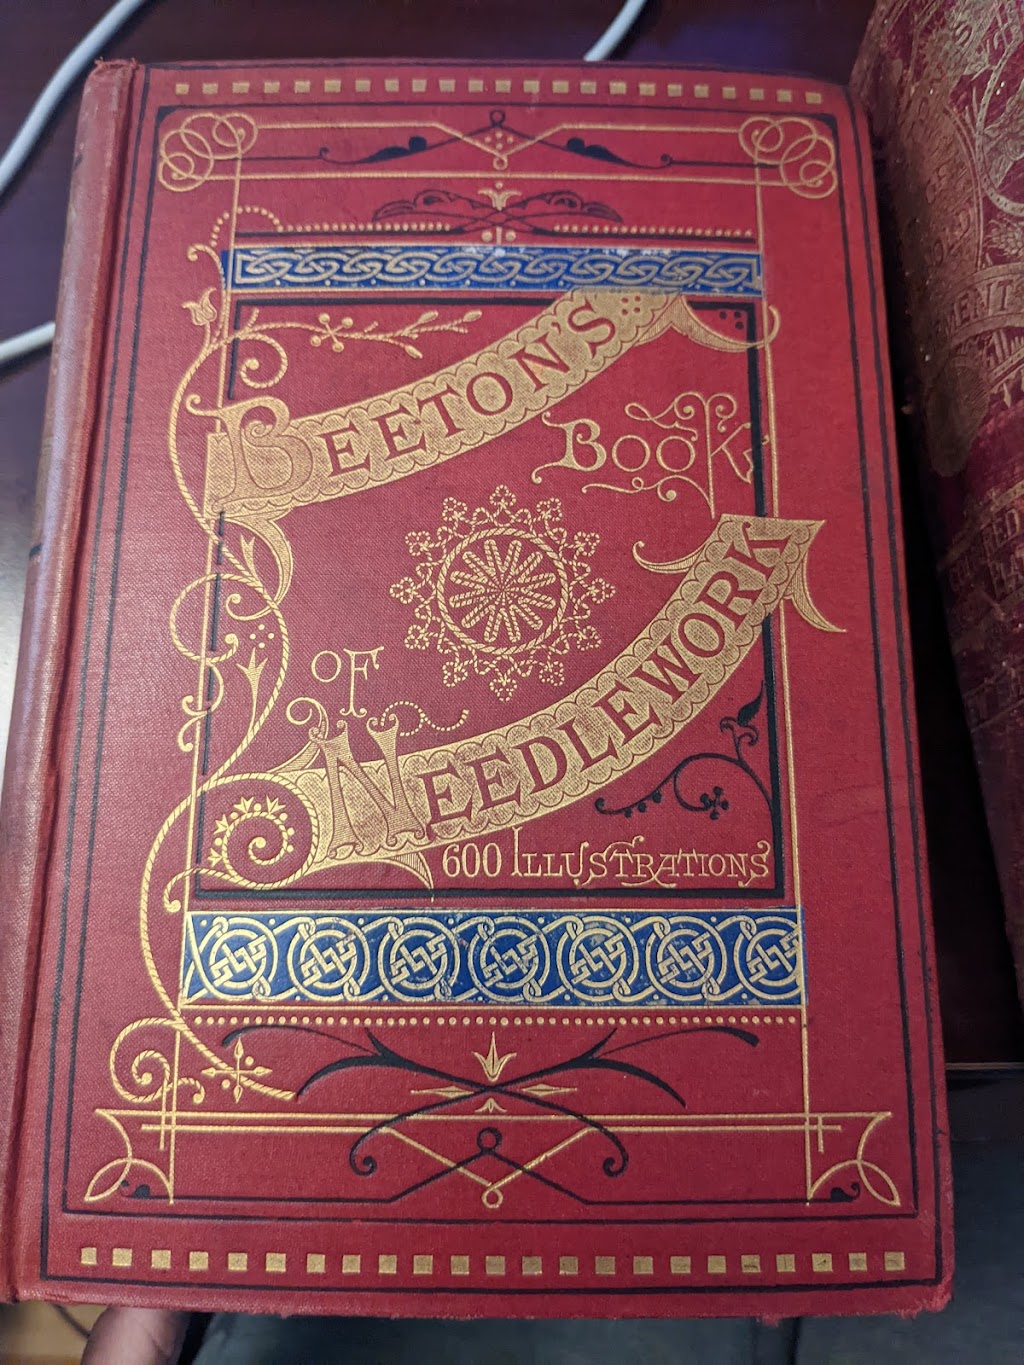 BEETON'S
BOOK
OF
NEEDLEWORK
600 ILLUSTRATIONS